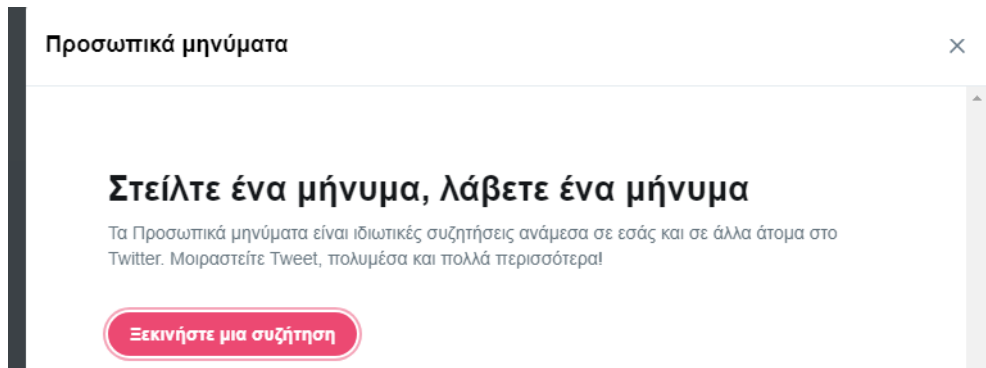 Προσωπικά μηνύματα
Στείλτε ένα μήνυμα, λάβετε ένα μήνυμα
Τα Προσωπικά μηνύματα είναι ιδιωτικές συζητήσεις ανάμεσα σε εσάς και σε άλλα άτομα στο
Twitter. Μοιραστείτε Tweet, πολυμέσα και πολλά περισσότερα!
Ξεκινήστε μια συζήτηση